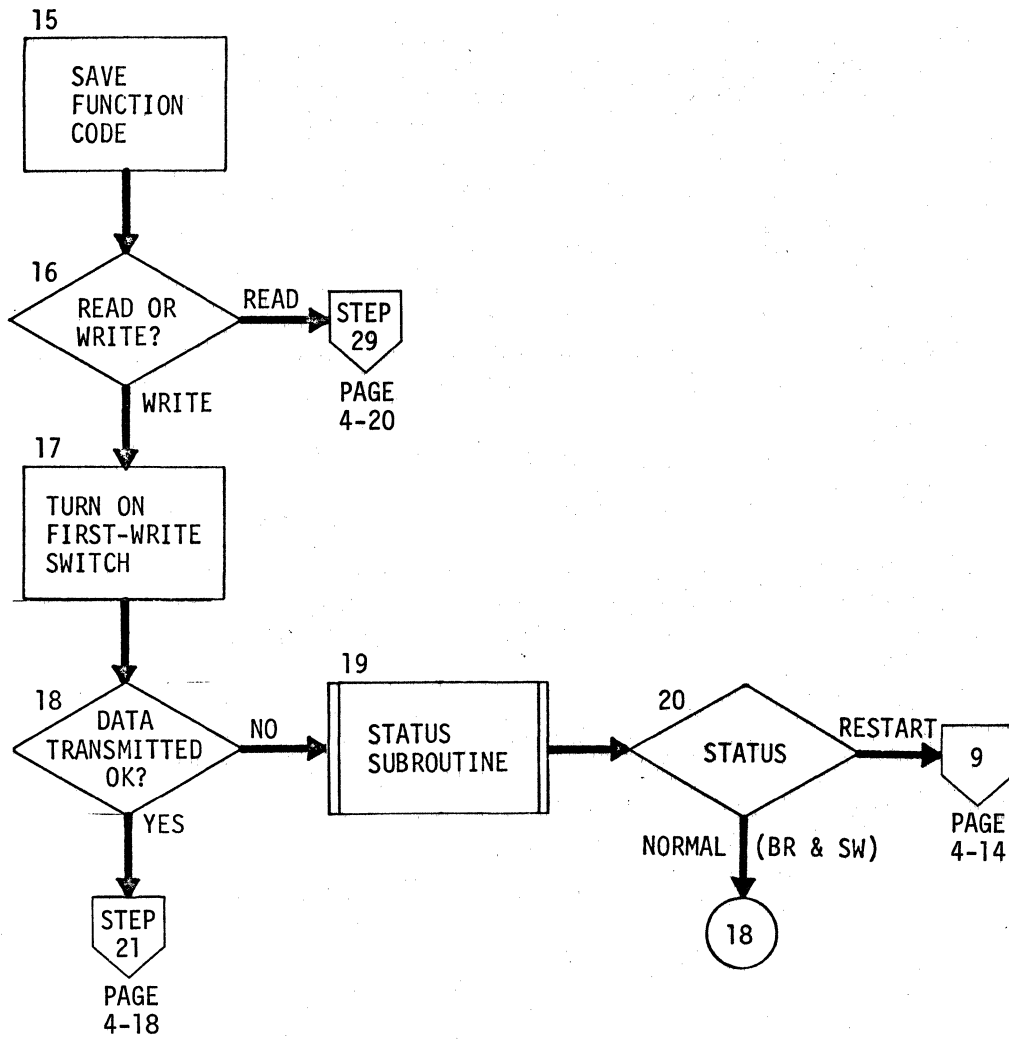 15
SAVE
FUNCTION
CODE
16
READ OR
WRITE?
READ
STEP
29
PAGE
4-20
WRITE
17
TURN ON
FIRST-WRITE
SWITCH
18
DATA
TRANSMITTED
OK?
NO
19
STATUS
SUBROUTINE
20
STATUS
RESTART
9
PAGE
4-14
YES
STEP
21
PAGE
4-18
NORMAL (BR & SW)
18